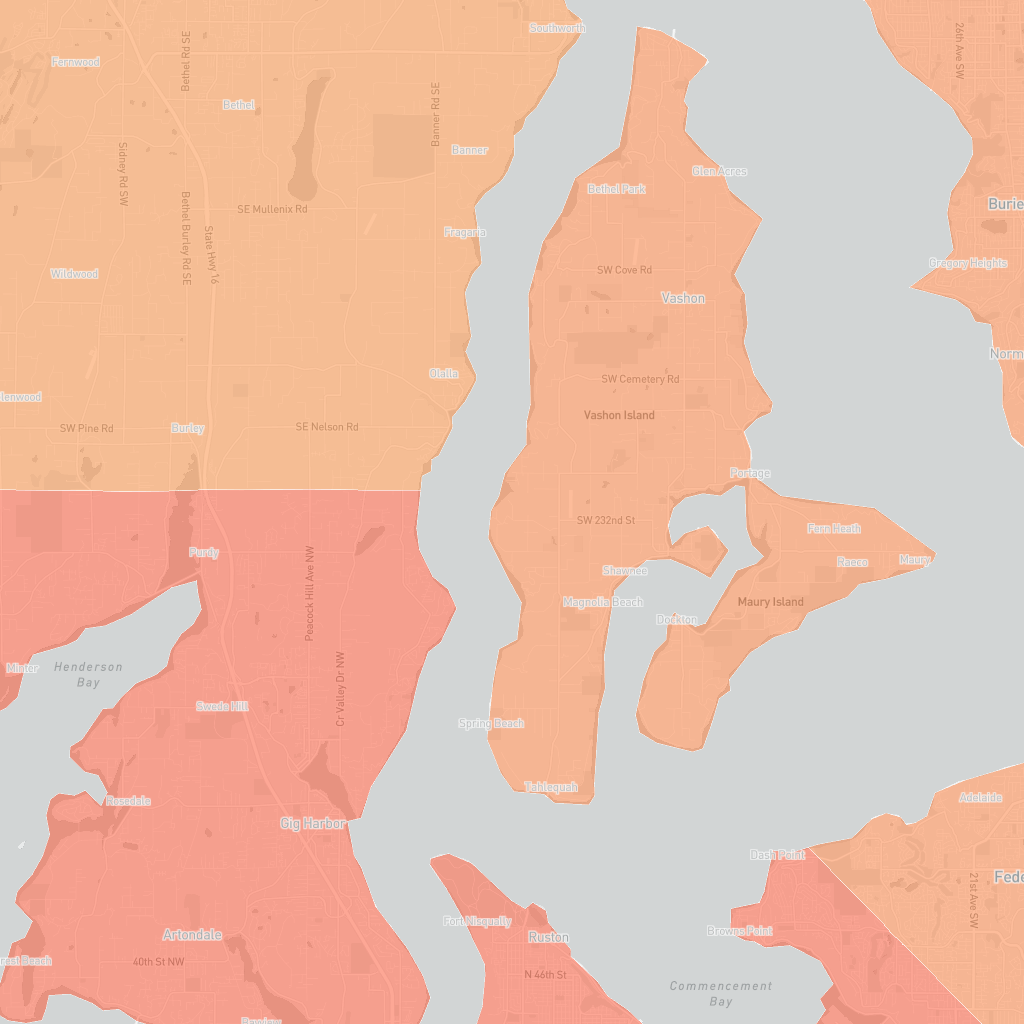 Southworth
26th Ave SW
Bethel Rd SE
Fernwood
Bethel
Banner Rd SE
Sidney Rd SW
Banner
Glen Acres
Bethel Park
Burie
SE Mullenix Rd
Bethel Burley Rd SE
State Hwy 16
Fragaria
Gregory Heights
Wildwood
SW Cove Rd
Vashon
Norm
Olalla
SW Cemetery Rd
lenwood
Vashon Island
SW Pine Rd
Burley
SE Nelson Rd
Portage
SW 232nd St
Fern Heath
Purdy
Raeco
Maury
Shawnee
Peacock Hill Ave NW
Magnolia Beach
Maury Island
Dockton
Minter
Henderson
Bay
Cr Valley Dr NW
Swede Hill
Spring Beach
Tahlequah
Rosedale
Adelaide
Gig Harbor
Dash Point
Fede
21st Ave SW
Fort Nisqually
Browns Point
Artondale
Ruston
rest Beach
40th St NW
N 46th St
Commencement
Bay